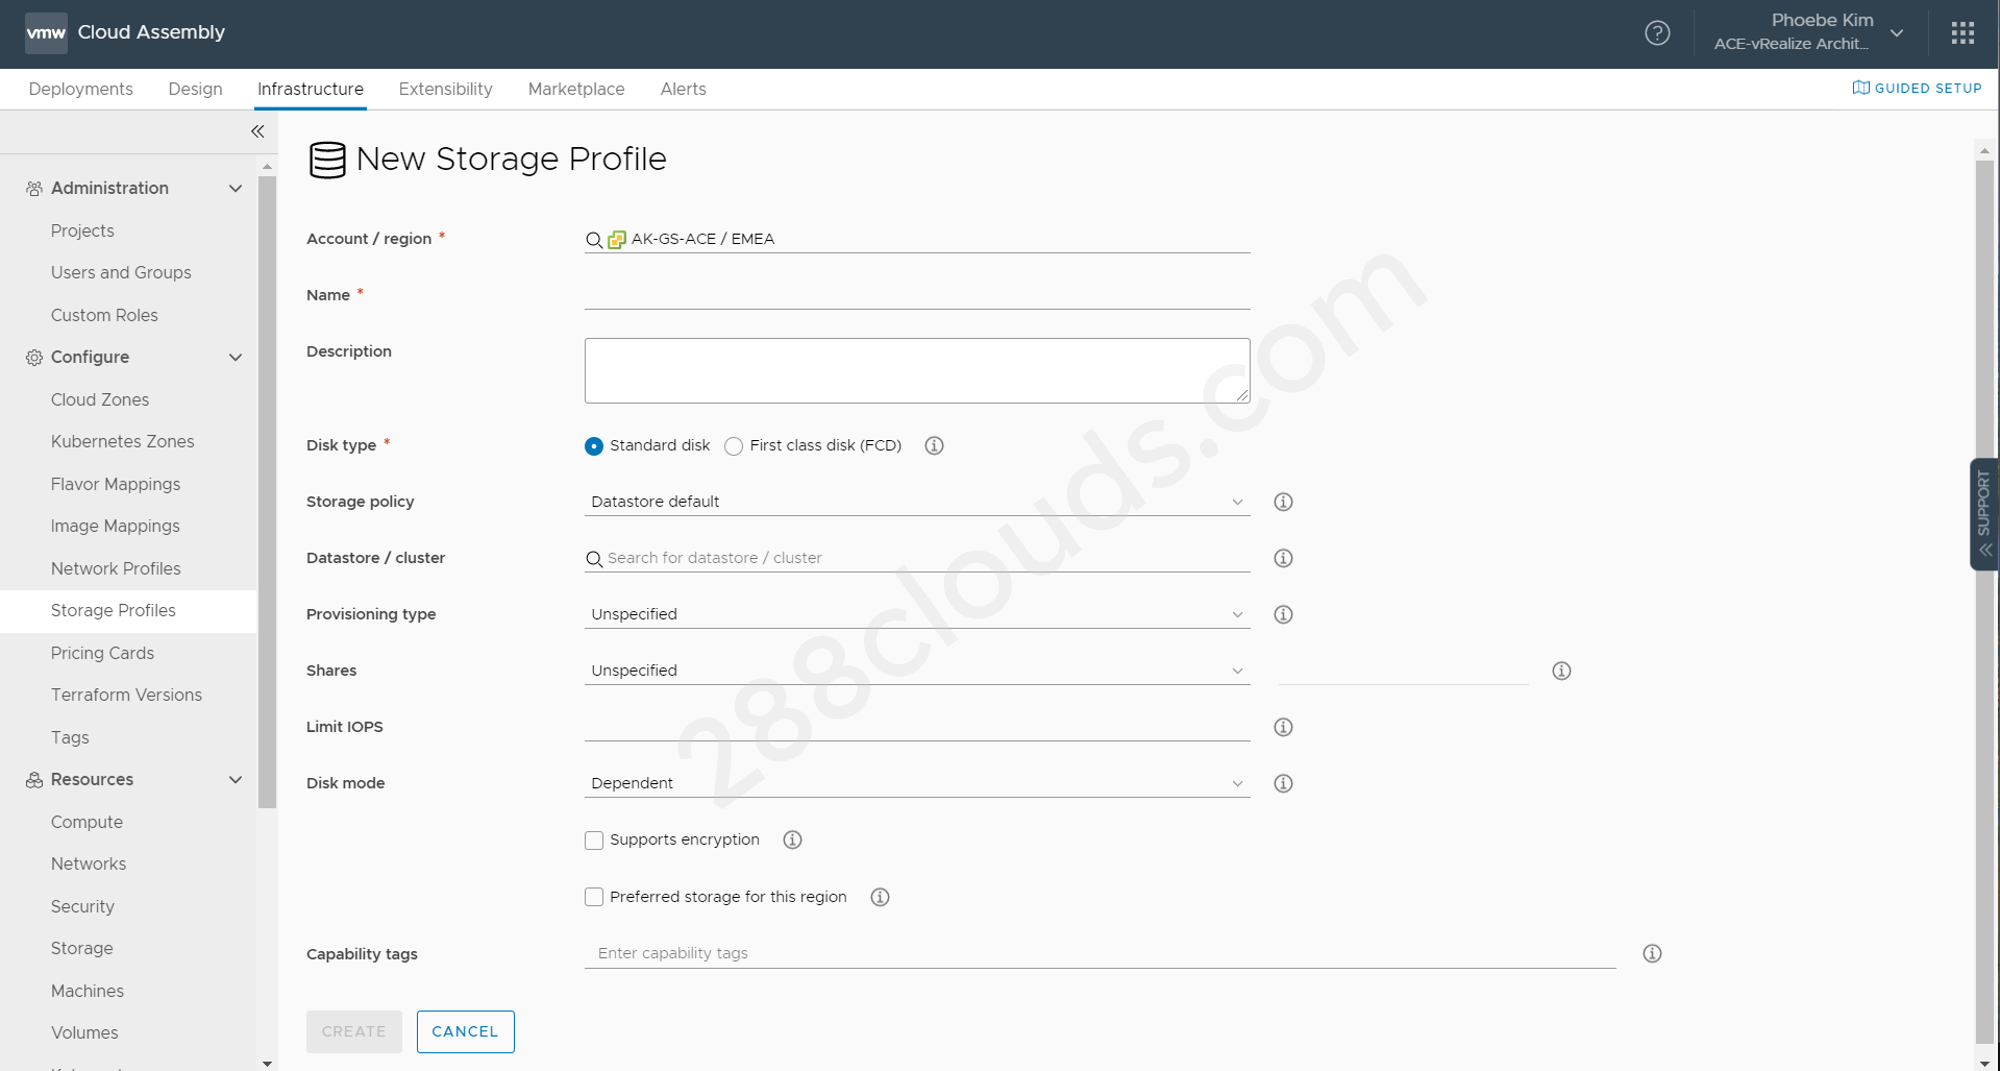 vmw Cloud Assembly
Phoebe Kim
ACE-vRealize Archit...
Deployments Design Infrastructure Extensibility Marketplace Alerts
GUIDED SETUP
New Storage Profile
Administration
Projects
Users and Groups
Custom Roles
Configure
Cloud Zones
Kubernetes Zones
Flavor Mappings
Image Mappings
Network Profiles
Storage Profiles
Pricing Cards
Terraform Versions
Tags
Resources
Compute
Networks
Security
Storage
Machines
Volumes
Account / region * AK-GS-ACE / EMEA
Name *
Description
Disk type * Standard disk First class disk (FCD)
Storage policy Datastore default
Datastore / cluster Search for datastore / cluster
Provisioning type Unspecified
Shares Unspecified
Limit IOPS
Disk mode Dependent
Supports encryption
Preferred storage for this region
Capability tags Enter capability tags
CREATE CANCEL
SUPPORT
288clouds.com